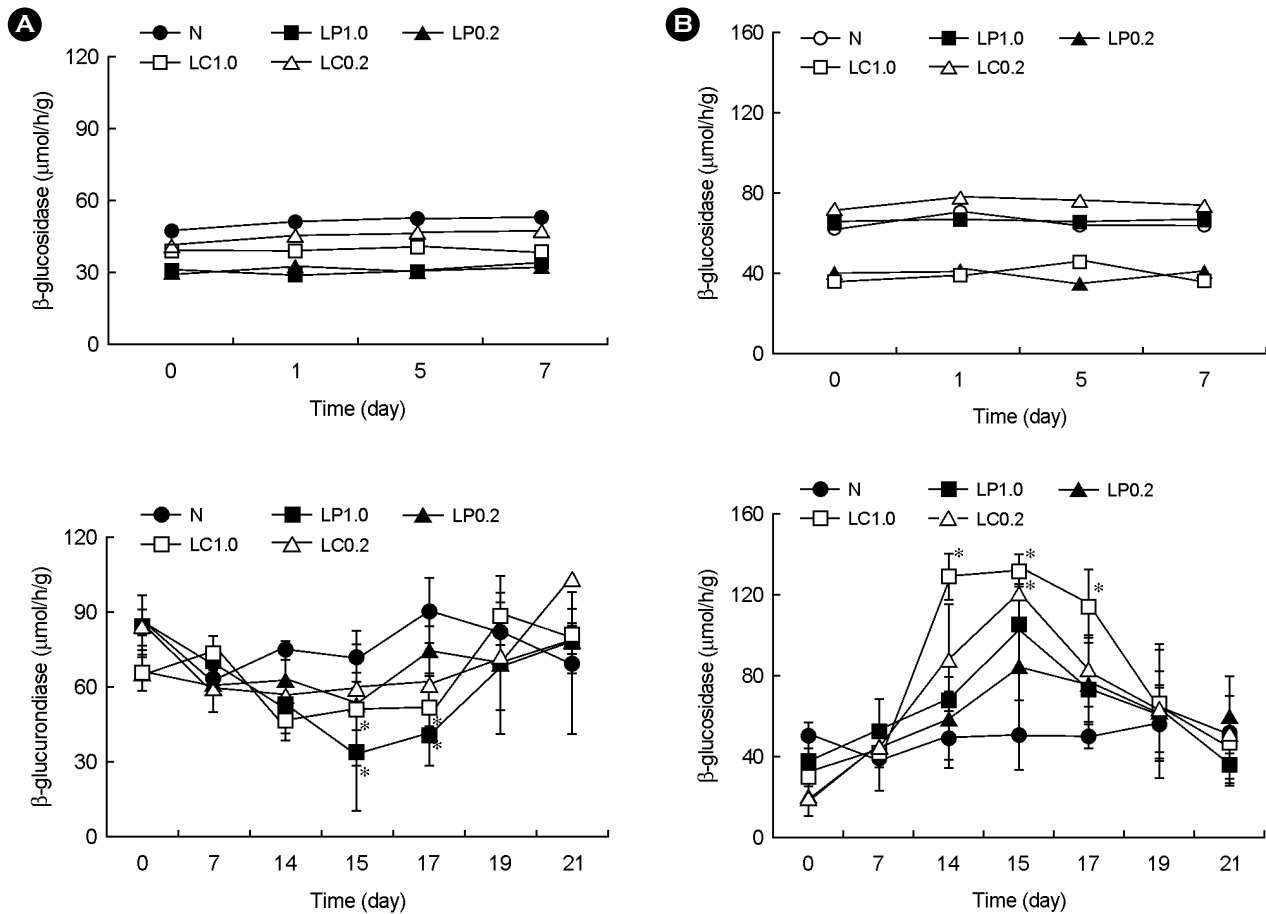 A
N LP1.0 LP0.2
LC1.0 LC0.2
120
90
60
30
0
β-glucosidase (μmol/h/g)
0 1 5 7
Time (day)
B
N LP1.0 LP0.2
LC1.0 LC0.2
160
120
80
40
0
β-glucosidase (μmol/h/g)
0 1 5 7
Time (day)
N LP1.0 LP0.2
LC1.0 LC0.2
120
90
60
30
0
β-glucurondiase (μmol/h/g)
* * * *
0 7 14 15 17 19 21
Time (day)
N LP1.0 LP0.2
LC1.0 LC0.2
160
120
80
40
0
β-glucosidase (μmol/h/g)
* * * *
0 7 14 15 17 19 21
Time (day)